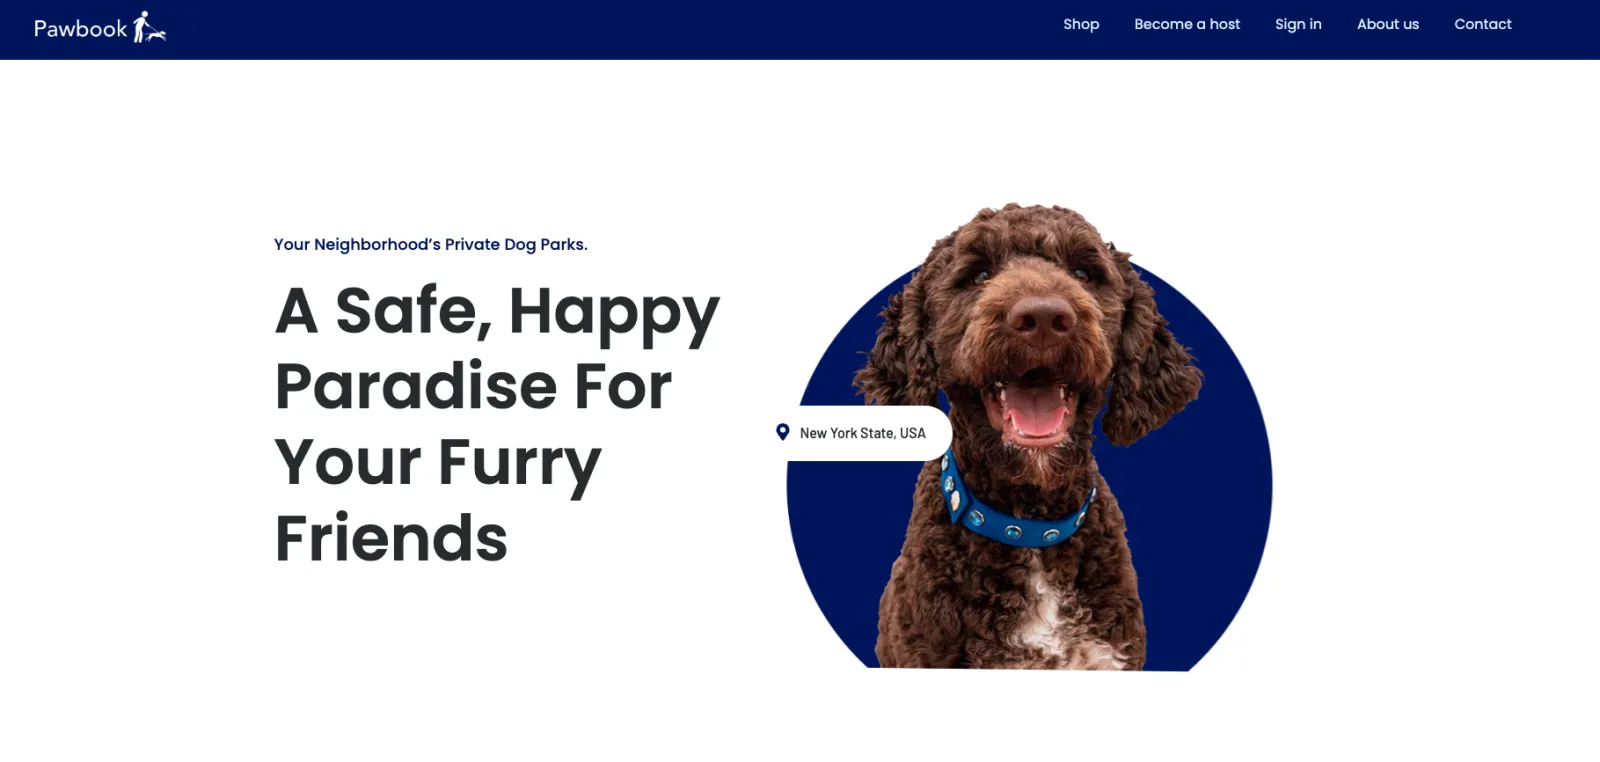 Pawbook
Shop
Become a host
Sign in
About us
Contact
Your Neighborhood’s Private Dog Parks.
A Safe, Happy
Paradise For
Your Furry
Friends
New York State, USA